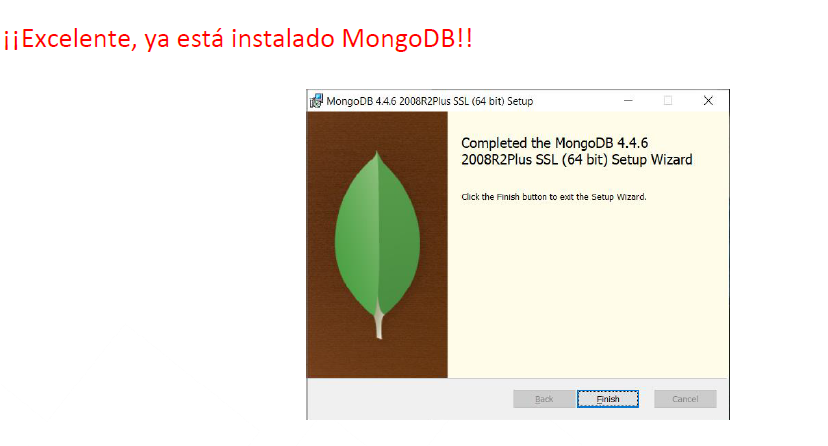 ¡¡Excelente, ya está instalado MongoDB!!
MongoDB 4.4.6 2008R2Plus SSL (64 bit) Setup
Completed the MongoDB 4.4.6
2008R2Plus SSL (64 bit) Setup Wizard
Click the Finish button to exit the Setup Wizard.
Back Finish Cancel